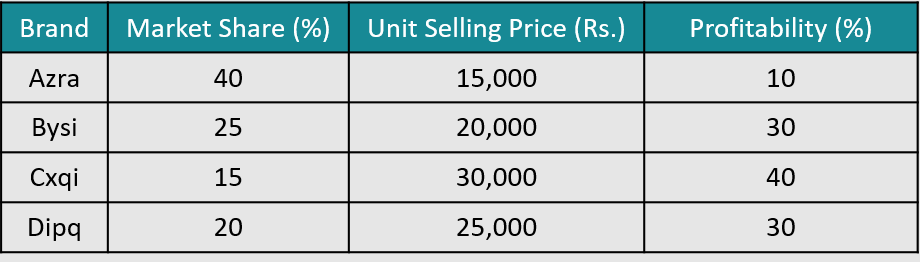 Brand Market Share (%) Unit Selling Price (Rs.) Profitability (%)
Azra 40 15,000 10
Bysi 25 20,000 30
Cxqi 15 30,000 40
Dipq 20 25,000 30